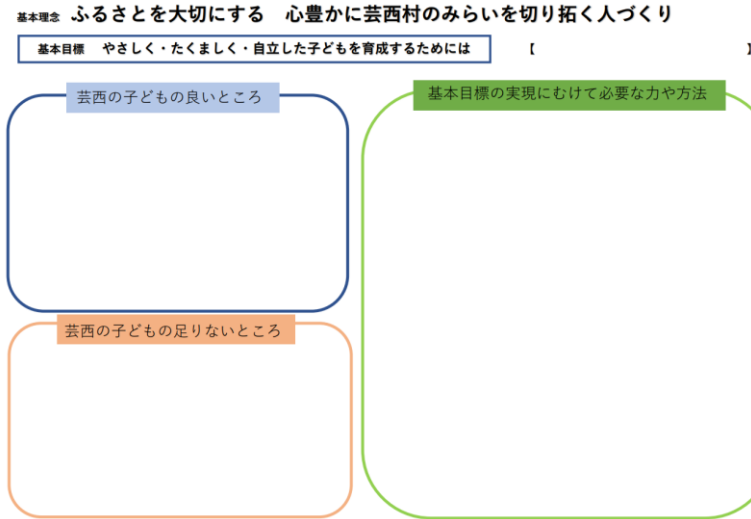 基本理念 ふるさとを大切にする 心豊かに芸西村のみらいを切り拓く人づくり
基本目標 やさしく・たくましく・自立した子どもを育成するためには 【 】
芸西の子どもの良いところ
基本目標の実現にむけて必要な力や方法
芸西の子どもの足りないところ